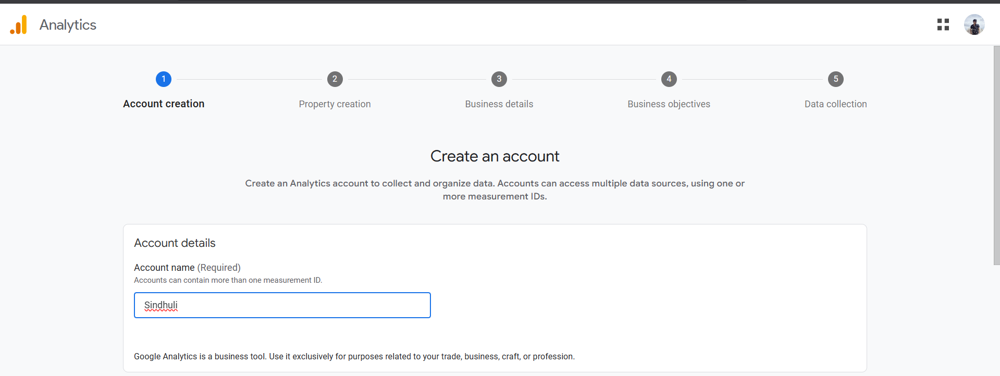 Analytics
1
2
3
4
5
Account creation
Property creation
Business details
Business objectives
Data collection
Create an account
Create an Analytics account to collect and organize data. Accounts can access multiple data sources, using one or
more measurement IDs.
Account details
Account name (Required)
Accounts can contain more than one measurement ID.
Sindhuli
Google Analytics is a business tool. Use it exclusively for purposes related to your trade, business, craft, or profession.